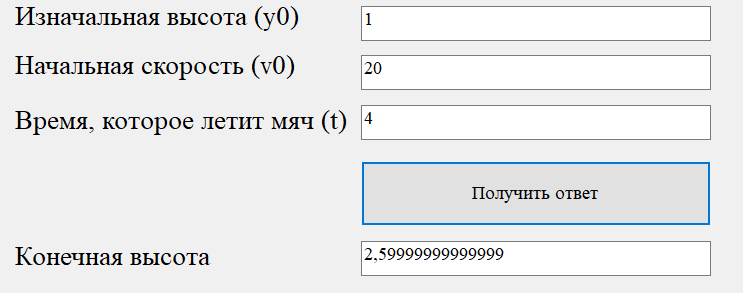 Изначальная высота (y0) 1
Начальная скорость (v0) 20
Время, которое летит мяч (t) 4
Получить ответ
Конечная высота 2,59999999999999